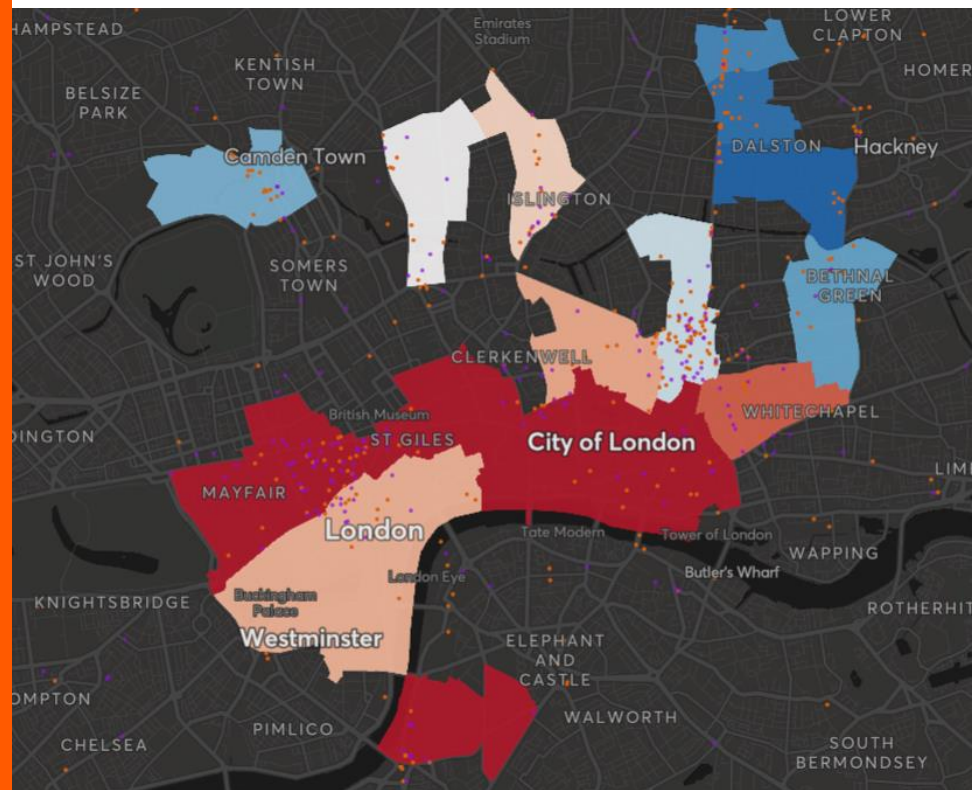 HAMPSTEAD
Emirates
Stadium
LOWER
CLAPTON
KENTISH
TOWN
HOMER
BELSIZE
PARK
Camden Town
DALSTON
Hackney
ISLINGTON
ST JOHN'S
WOOD
SOMERS
TOWN
BETHNAL
GREEN
CLERKENWELL
British Museum
WHITECHAPEL
DINGTON
ST GILES
City of London
LIM
MAYFAIR
London
Tate Modern
Tower of London
WAPPING
London Eye
Butler's Wharf
KNIGHTSBRIDGE
Buckingham
Palace
ROTHERHIT
Westminster
ELEPHANT
AND
CASTLE
OMPTON
WALWORTH
PIMLICO
CHELSEA
SOUTH
BERMONDSEY